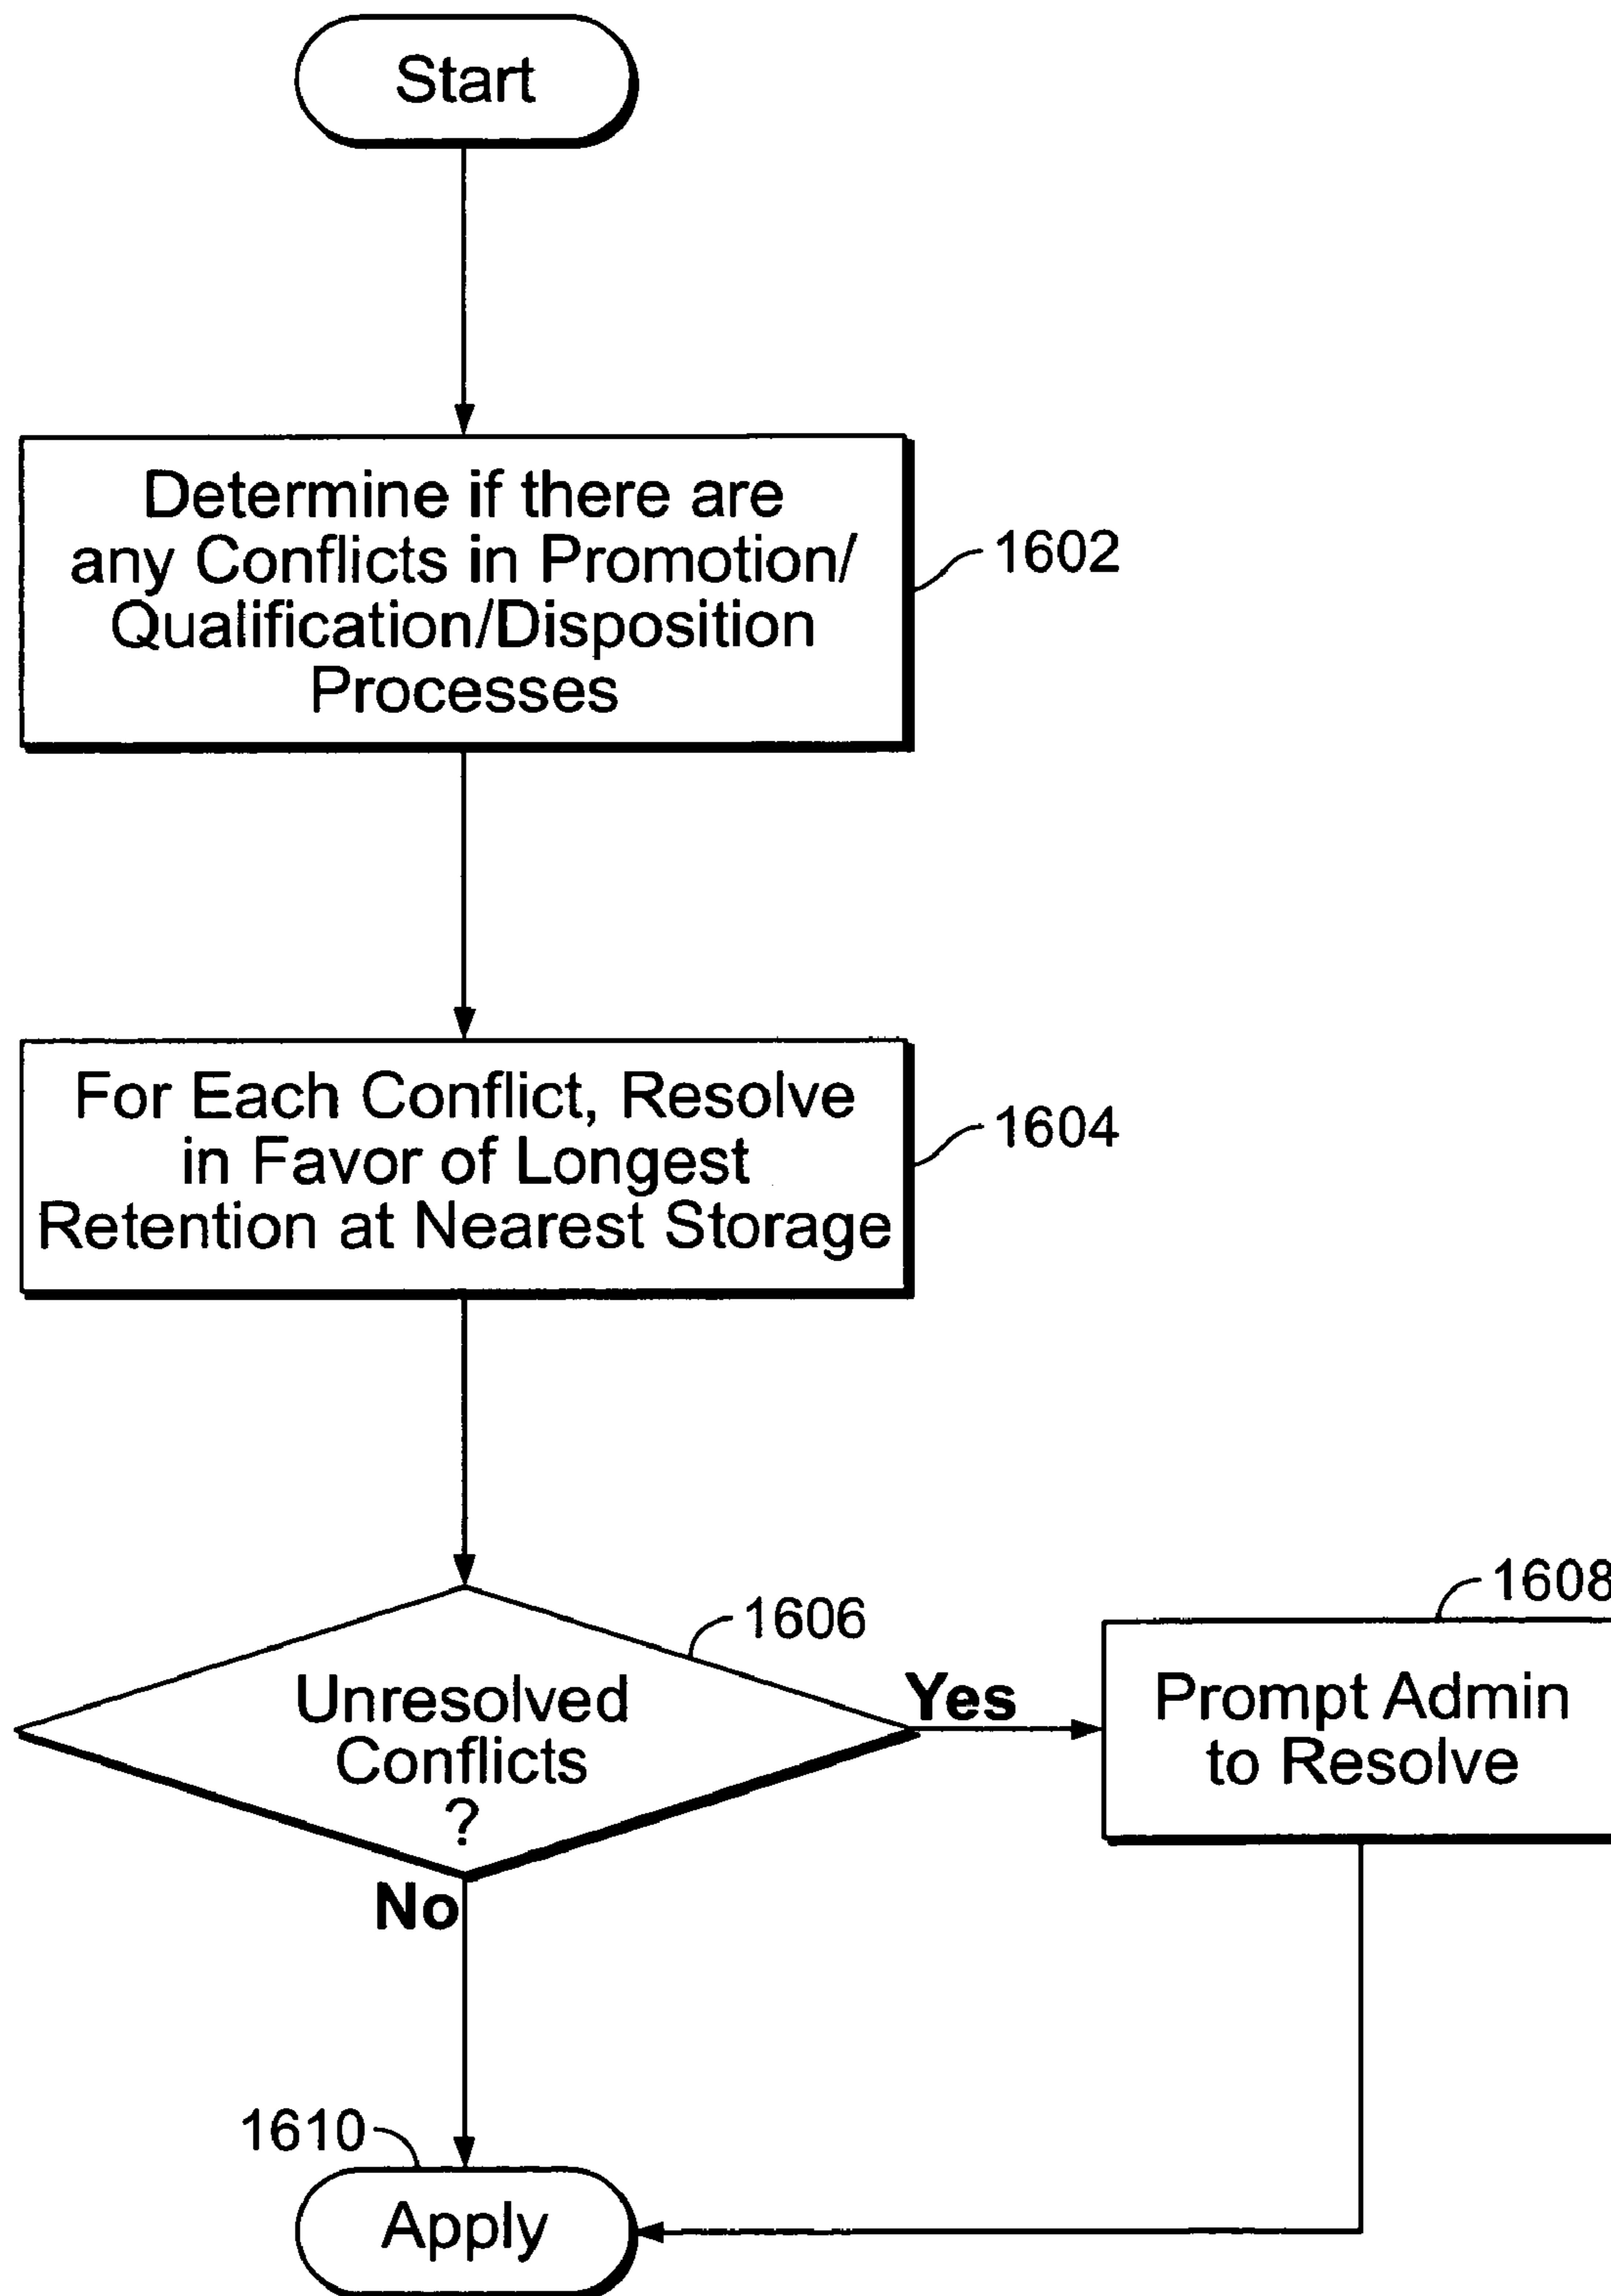 Start
Determine if there are
any Conflicts in Promotion/
Qualification/Disposition
Processes
1602
For Each Conflict, Resolve
in Favor of Longest
Retention at Nearest Storage
1604
Unresolved
Conflicts
?
1606
Yes
1608
Prompt Admin
to Resolve
No
1610
Apply